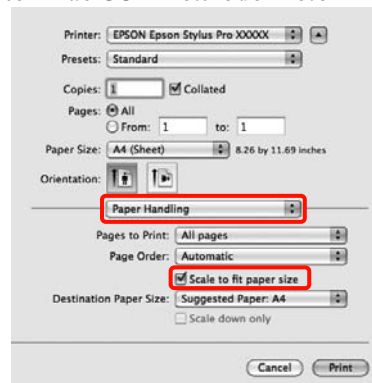 Printer: EPSON Epson Stylus Pro XXXXX
Presets: Standard
Copies: 1 Collated
Pages: All
From: 1 to: 1
Paper Size: A4 (Sheet) 8.26 by 11.69 inches
Orientation:
Paper Handling
Pages to Print: All pages
Page Order: Automatic
Scale to fit paper size
Destination Paper Size: Suggested Paper: A4
Scale down only
Cancel Print